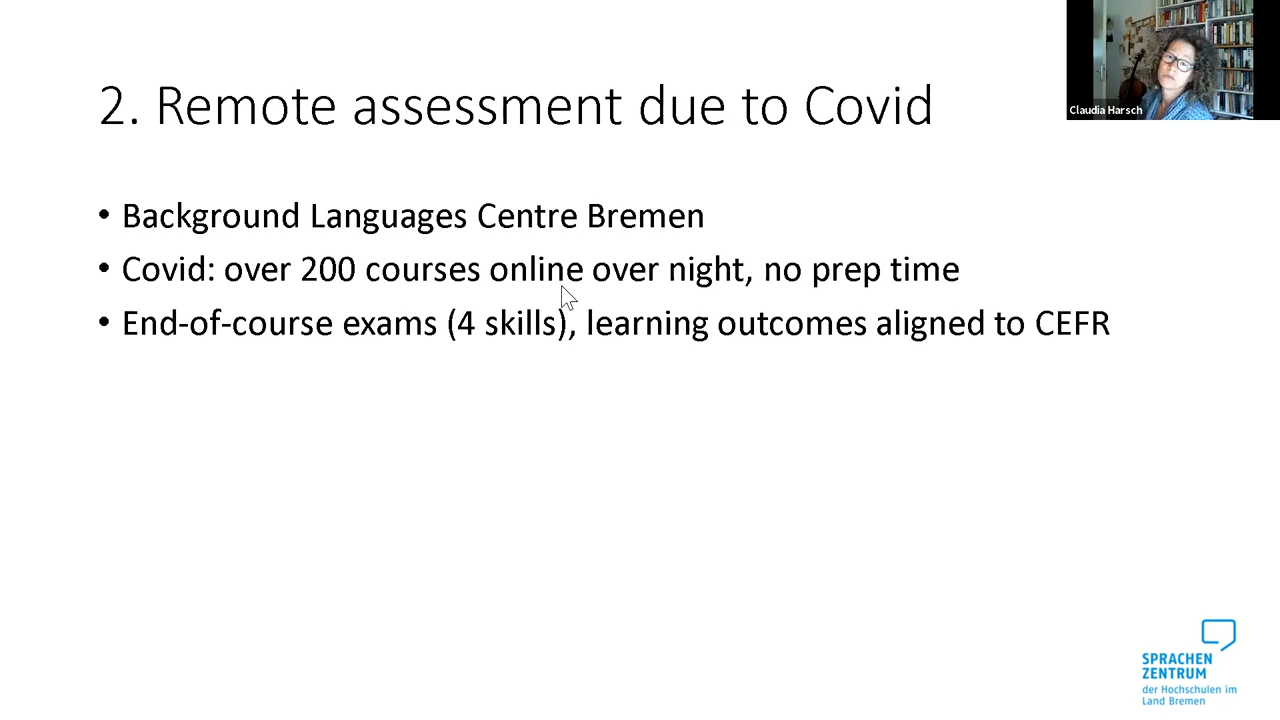 2. Remote assessment due to Covid
Claudia Harsch
• Background Languages Centre Bremen
• Covid: over 200 courses online over night, no prep time
• End-of-course exams (4 skills), learning outcomes aligned to CEFR
SPRACHEN
ZENTRUM
der Hochschulen im
Land Bremen